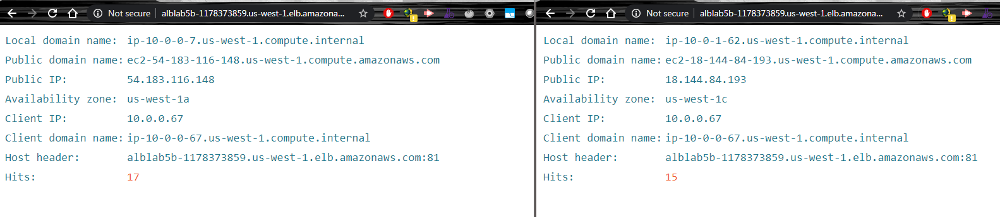 Not secure alblab5b-1178373859.us-west-1.elb.amazona...
Local domain name: ip-10-0-0-7.us-west-1.compute.internal
Public domain name: ec2-54-183-116-148.us-west-1.compute.amazonaws.com
Public IP: 54.183.116.148
Availability zone: us-west-1a
Client IP: 10.0.0.67
Client domain name: ip-10-0-0-67.us-west-1.compute.internal
Host header: alblab5b-1178373859.us-west-1.elb.amazonaws.com:81
Hits: 17
Not secure alblab5b-1178373859.us-west-1.elb.amazona...
Local domain name: ip-10-0-1-62.us-west-1.compute.internal
Public domain name: ec2-18-144-84-193.us-west-1.compute.amazonaws.com
Public IP: 18.144.84.193
Availability zone: us-west-1c
Client IP: 10.0.0.67
Client domain name: ip-10-0-0-67.us-west-1.compute.internal
Host header: alblab5b-1178373859.us-west-1.elb.amazonaws.com:81
Hits: 15